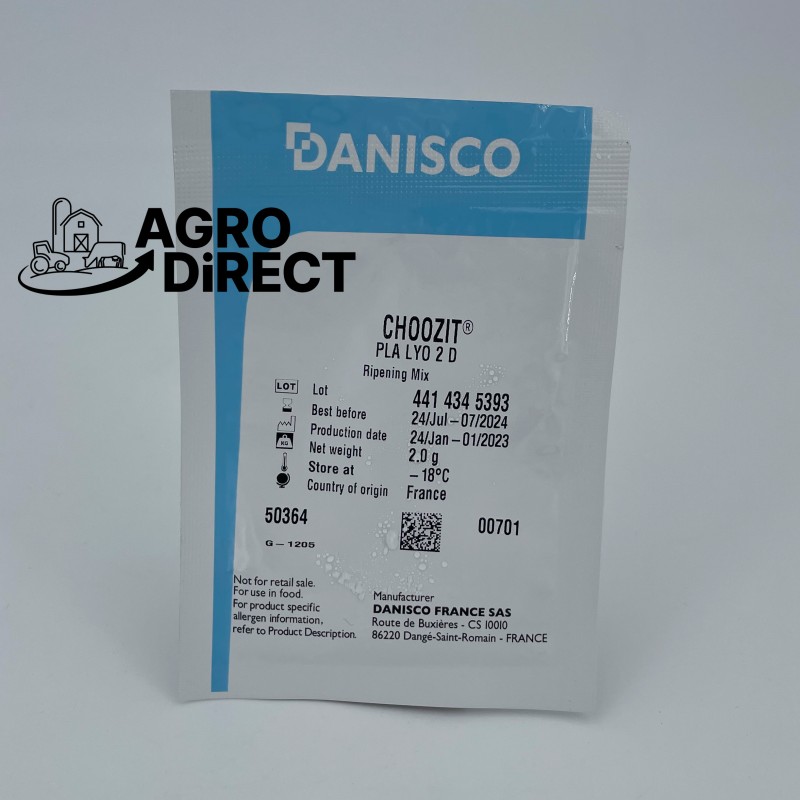 DANISCO
AGRO
DiRECT
CHOOZIT®
PLA LYO 2 D
Ripening Mix
LOT Lot 441 434 5393
Best before 24/Jul-07/2024
Production date 24/Jan-01/2023
KG Net weight 2.0 g
Store at -18°C
Country of origin France
50364 00701
G-1205
Not for retail sale.
For use in food.
For product specific
allergen information,
refer to Product Description.
Manufacturer
DANISCO FRANCE SAS
Route de Buxières - CS 10010
86220 Dangé-Saint-Romain - FRANCE